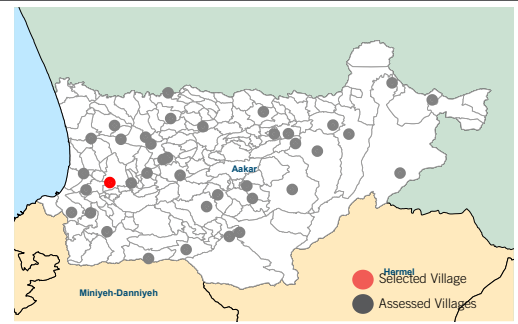 Aakar
Hermel
Selected Village
Miniyeh-Danniyeh
Assessed Villages